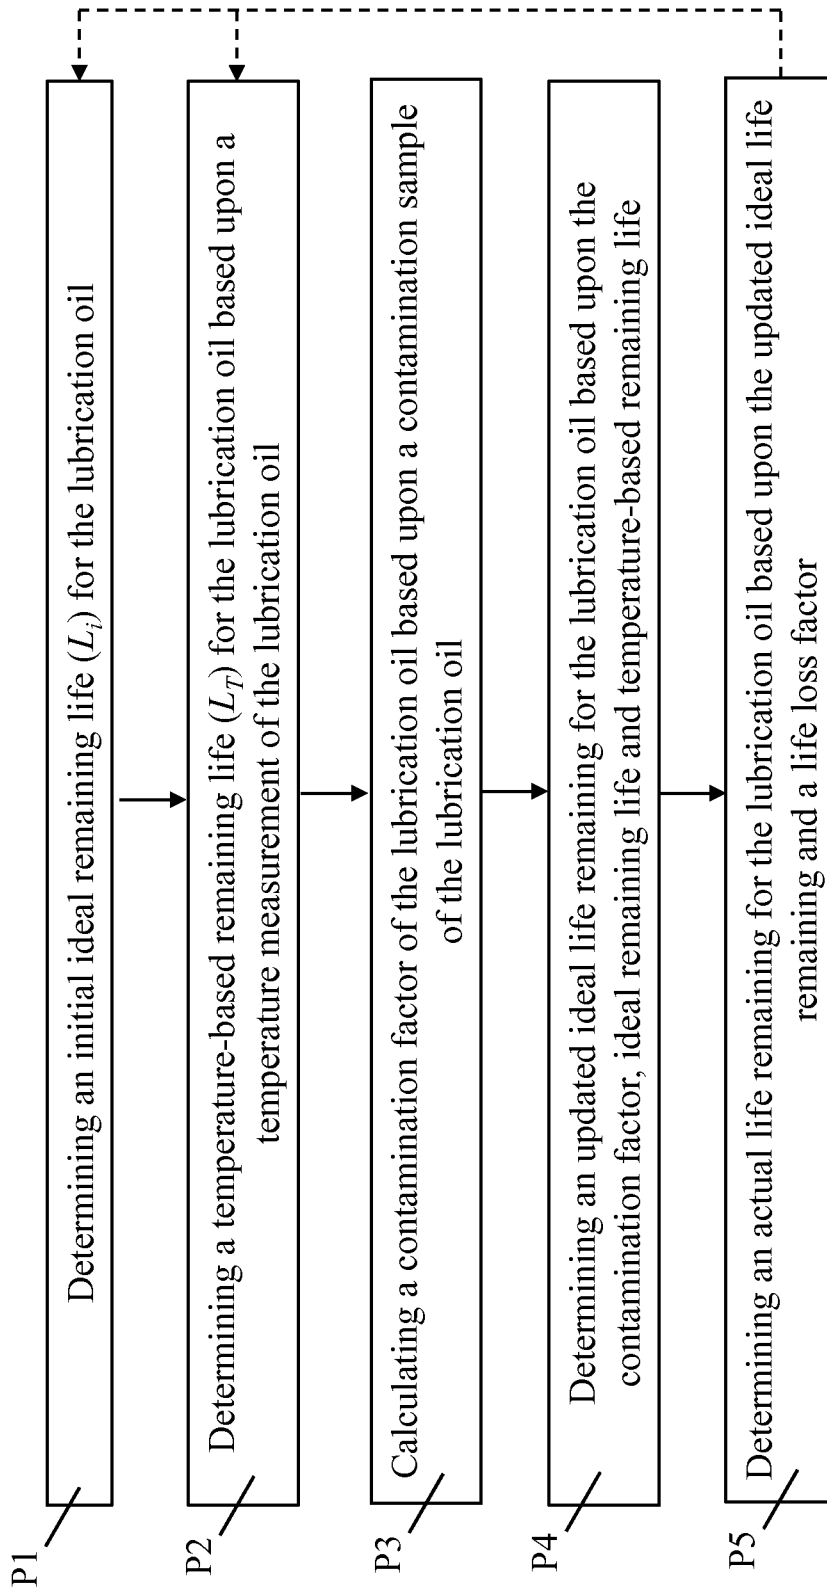 P1
Determining an initial ideal remaining life (Li) for the lubrication oil
P2
Determining a temperature-based remaining life (LT) for the lubrication oil based upon a
temperature measurement of the lubrication oil
P3
Calculating a contamination factor of the lubrication oil based upon a contamination sample
of the lubrication oil
P4
Determining an updated ideal life remaining for the lubrication oil based upon the
contamination factor, ideal remaining life and temperature-based remaining life
P5
Determining an actual life remaining for the lubrication oil based upon the updated ideal life
remaining and a life loss factor